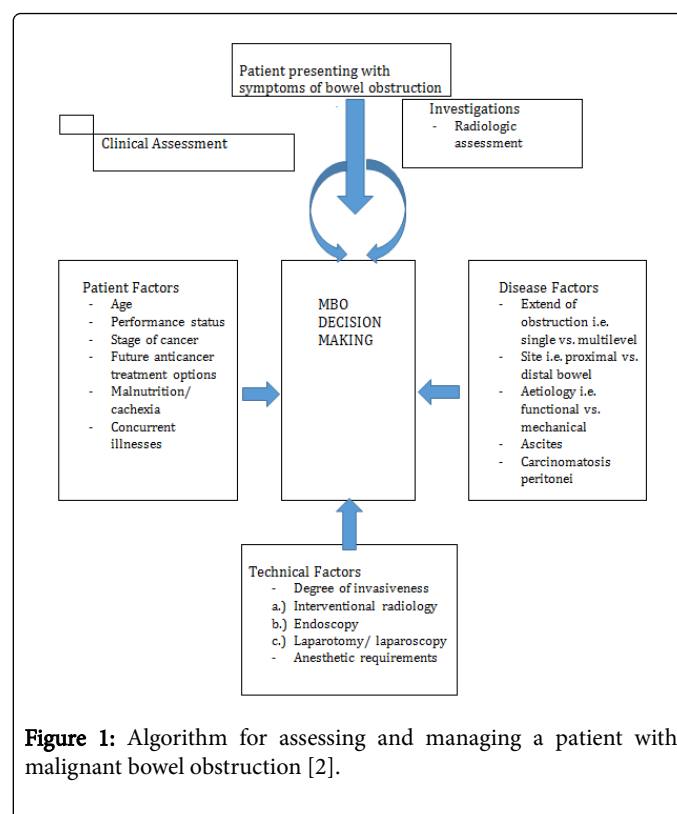 Patient presenting with
symptoms of bowel obstruction
Investigations
- Radiologic
assessment
Clinical Assessment
Patient Factors
- Age
- Performance status
- Stage of cancer
- Future anticancer
treatment options
- Malnutrition/
cachexia
- Concurrent
illnesses
MBO
DECISION
MAKING
Disease Factors
- Extend of
obstruction i.e.
single vs. multilevel
- Site i.e. proximal vs.
distal bowel
- Aetiology i.e.
functional vs.
mechanical
- Ascites
- Carcinomatosis
peritonei
Technical Factors
- Degree of invasiveness
a.) Interventional radiology
b.) Endoscopy
c.) Laparotomy/ laparoscopy
- Anesthetic requirements
Figure 1: Algorithm for assessing and managing a patient with
malignant bowel obstruction [2].